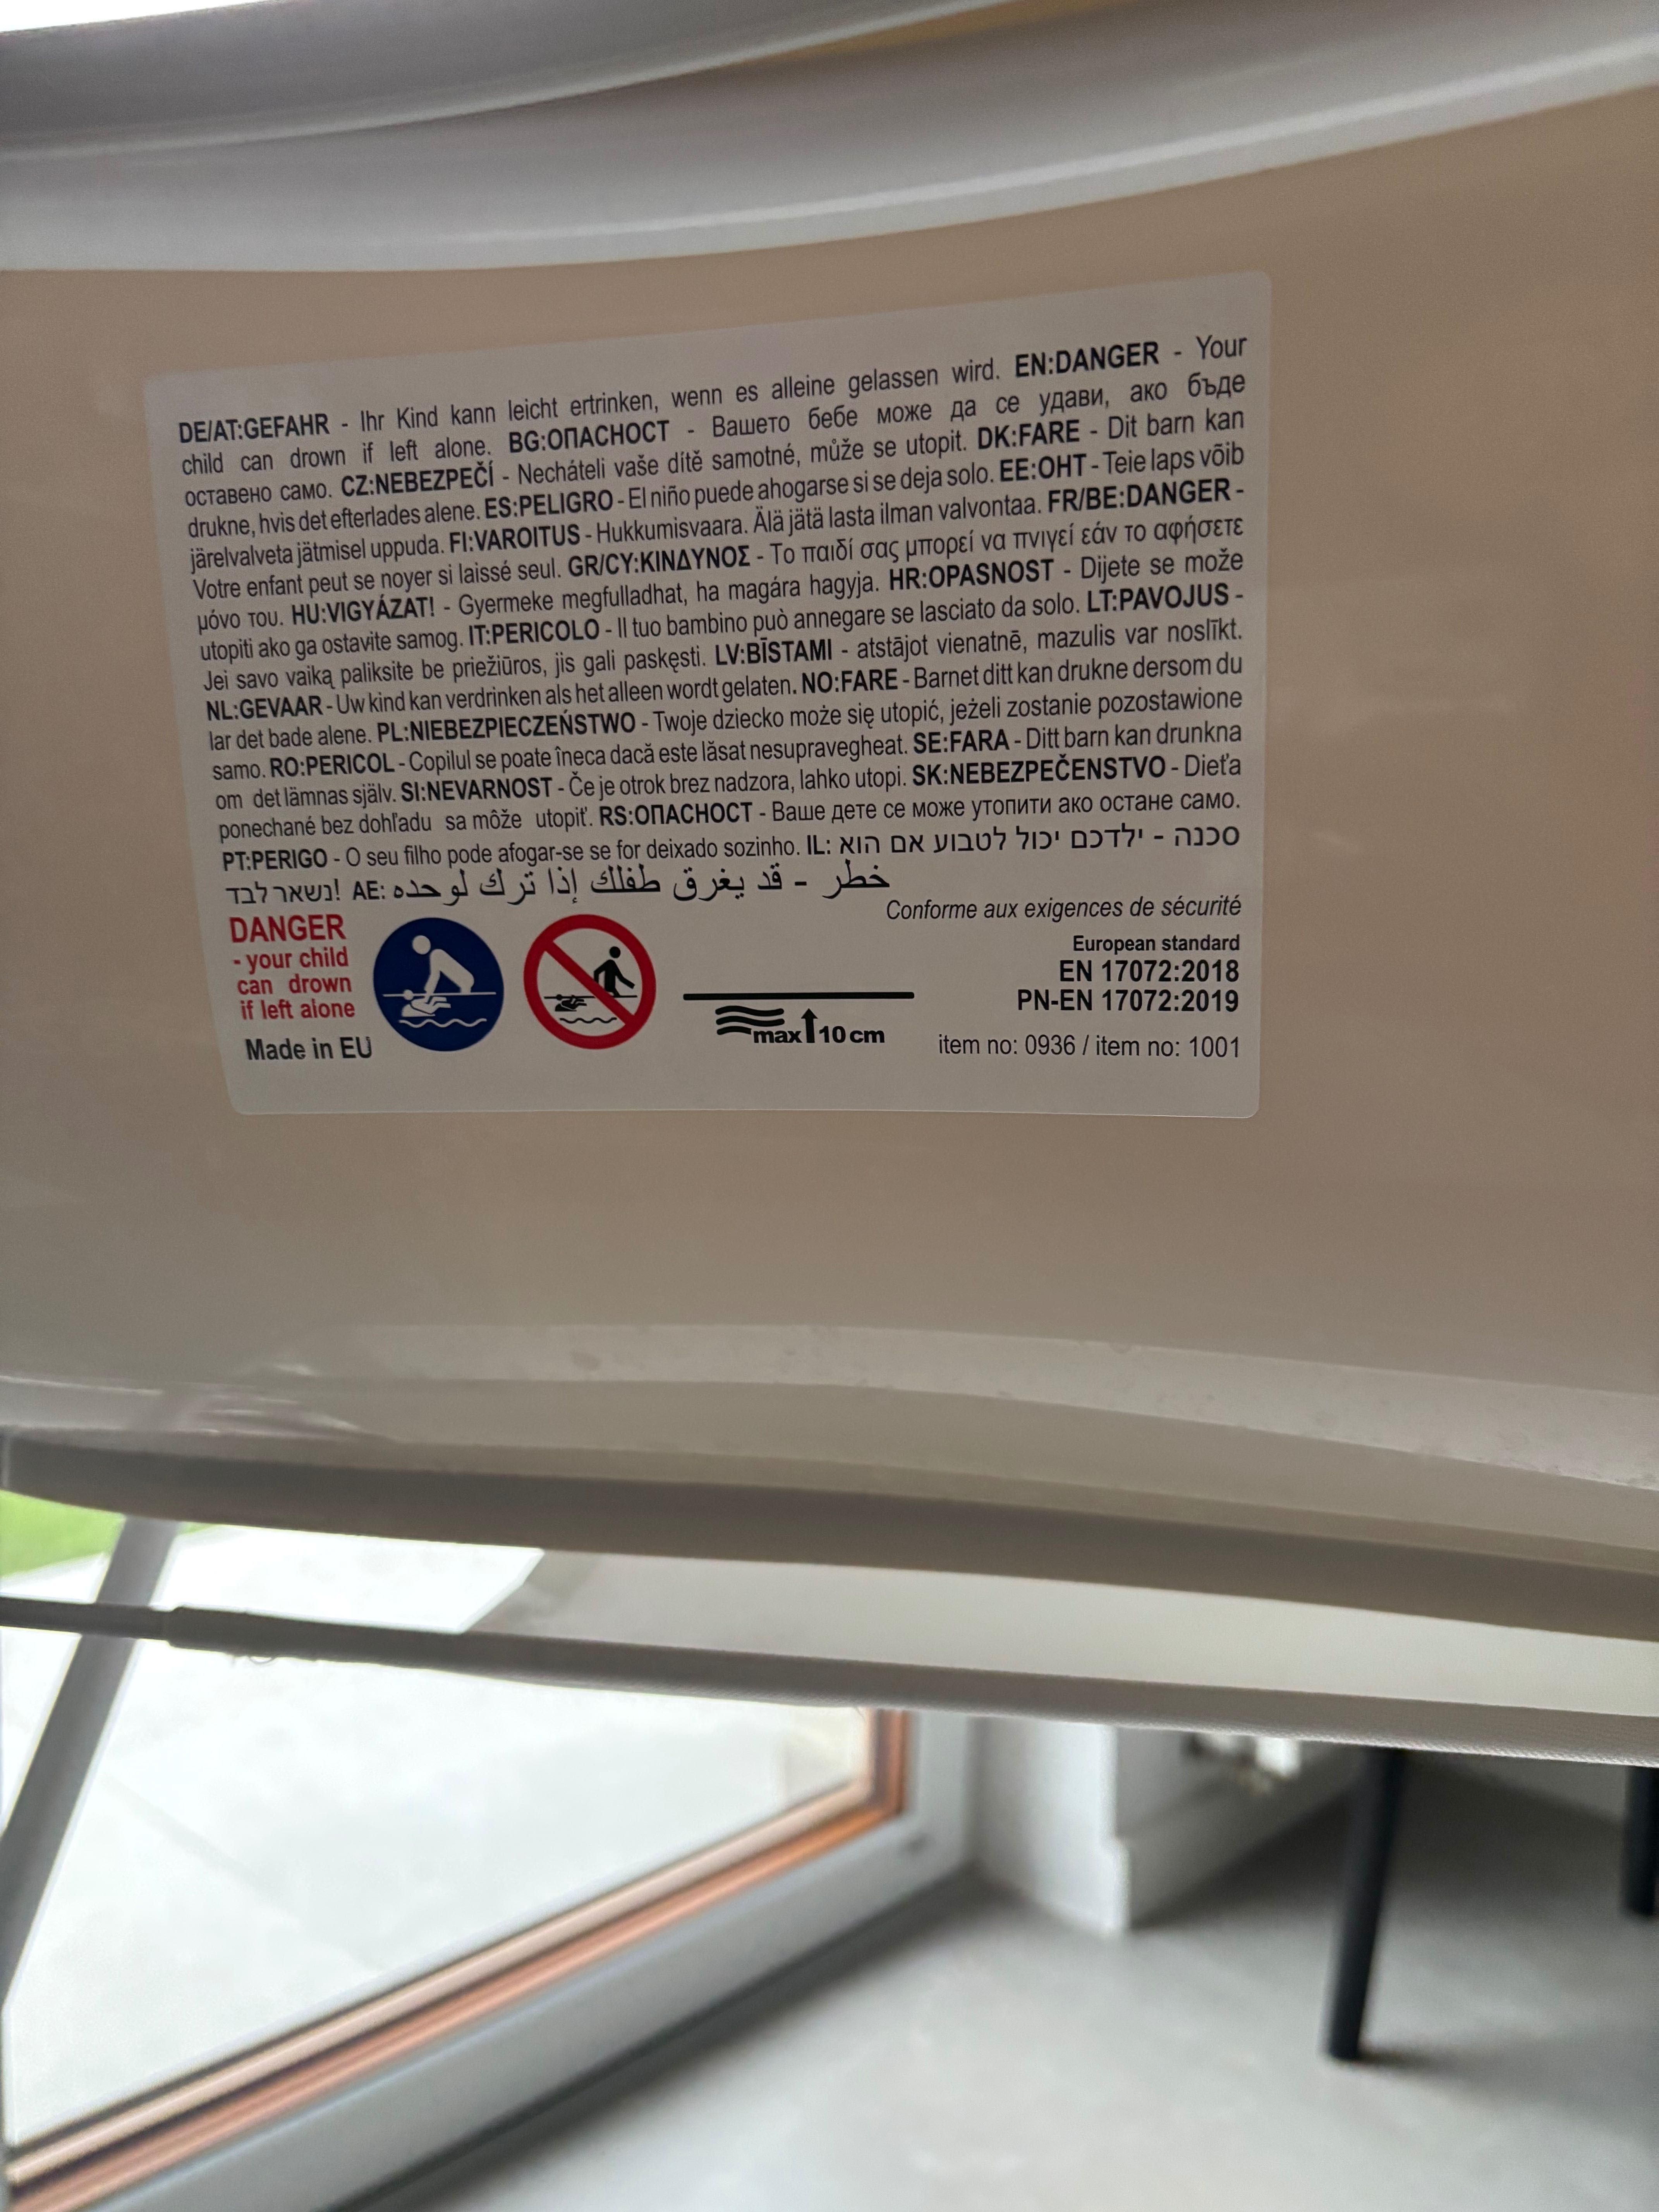 DE/AT:GEFAHR - Ihr Kind kann leicht ertrinken, wenn es alleine gelassen wird. EN:DANGER - Your
child can drown if left alone. BG:ОПАСНОСТ - Вашето бебе може да се удави, ако бъде
оставено само. CZ:NEBEZPEČÍ - Necháteli vaše dítě samotné, může se utopit. DK:FARE - Dit barn kan
drukne, hvis det efterlades alene. ES:PELIGRO - El niño puede ahogarse si se deja solo. EE:OHT - Teie laps võib
järelvalveta jätmisel uppuda. FI:VAROITUS - Hukkumisvaara. Älä jätä lasta ilman valvontaa. FR/BE:DANGER -
Votre enfant peut se noyer si laissé seul. GR/CY:ΚΙΝΔΥΝΟΣ - Το παιδί σας μπορεί να πνιγεί εάν το αφήσετε
μόνο του. HU:VIGYÁZAT! - Gyermeke megfulladhat, ha magára hagyja. HR:OPASNOST - Dijete se može
utopiti ako ga ostavite samog. IT:PERICOLO - Il tuo bambino può annegare se lasciato da solo. LT:PAVOJUS -
Jei savo vaiką paliksite be priežiūros, jis gali paskęsti. LV:BĪSTAMI - atstājot vienatnē, mazulis var noslīkt.
NL:GEVAAR - Uw kind kan verdrinken als het alleen wordt gelaten. NO:FARE - Barnet ditt kan drukne dersom du
lar det bade alene. PL:NIEBEZPIECZEŃSTWO - Twoje dziecko może się utopić, jeżeli zostanie pozostawione
samo. RO:PERICOL - Copilul se poate îneca dacă este lăsat nesupravegheat. SE:FARA - Ditt barn kan drunkna
om det lämnas själv. SI:NEVARNOST - Če je otrok brez nadzora, lahko utopi. SK:NEBEZPEČENSTVO - Dieťa
ponechané bez dohľadu sa môže utopiť. RS:ОПАСНОСТ - Ваше дете се може утопити ако остане само.
PT:PERIGO - O seu filho pode afogar-se se for deixado sozinho. IL: סכנה - ילדכם יכול לטבוע אם הוא
נשאר לבד! AE: خطر - قد يغرق طفلك إذا ترك لو حده
DANGER
- your child
can drown
if left alone
Made in EU
max 10 cm
Conforme aux exigences de sécurité
European standard
EN 17072:2018
PN-EN 17072:2019
item no: 0936 / item no: 1001